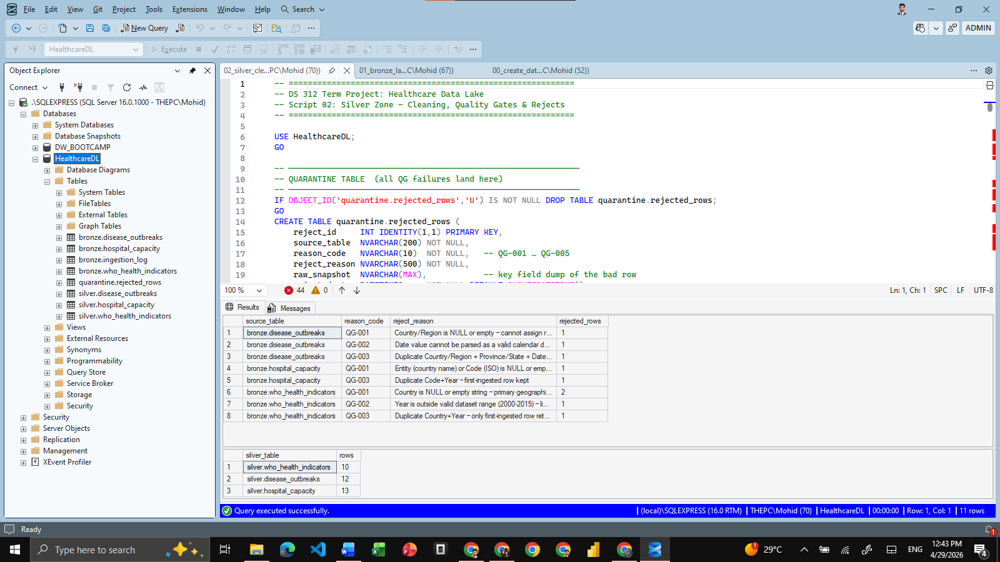 File Edit View Git Project Tools Extensions Window Help Search
New Query ADMIN
HealthcareDL Execute
Object Explorer
Connect
.\SQLEXPRESS (SQL Server 16.0.1000 - THEPC\Mohid)
Databases
System Databases
Database Snapshots
DW_BOOTCAMP
HealthcareDL
Database Diagrams
Tables
System Tables
FileTables
External Tables
Graph Tables
bronze.disease_outbreaks
bronze.hospital_capacity
bronze.ingestion_log
bronze.who_health_indicators
quarantine.rejected_rows
silver.disease_outbreaks
silver.hospital_capacity
silver.who_health_indicators
Views
External Resources
Synonyms
Programmability
Query Store
Service Broker
Storage
Security
Security
Server Objects
Replication
Management
XEvent Profiler
02_silver_cle...PC\Mohid (70)) 01_bronze_la...C\Mohid (67)) 00_create_dat...C\Mohid (52))
1 -- ============================================================
2 -- DS 312 Term Project: Healthcare Data Lake
3 -- Script 02: Silver Zone – Cleaning, Quality Gates & Rejects
4 -- ============================================================
5
6 USE HealthcareDL;
7 GO
8
9 -- ─────────────────────────────────────────────────────────────
10 -- QUARANTINE TABLE (all QG failures land here)
11 -- ─────────────────────────────────────────────────────────────
12 IF OBJECT_ID('quarantine.rejected_rows','U') IS NOT NULL DROP TABLE quarantine.rejected_rows;
13 GO
14 CREATE TABLE quarantine.rejected_rows (
15 reject_id INT IDENTITY(1,1) PRIMARY KEY,
16 source_table NVARCHAR(200) NOT NULL,
17 reason_code NVARCHAR(10) NOT NULL, -- QG-001 … QG-005
18 reject_reason NVARCHAR(500) NOT NULL,
19 raw_snapshot NVARCHAR(MAX), -- key field dump of the bad row
100 % 44 0 Ln: 1, Ch: 1 SPC LF UTF-8
Results Messages
source_table reason_code reject_reason rejected_rows
1 bronze.disease_outbreaks QG-001 Country/Region is NULL or empty – cannot assign r... 1
2 bronze.disease_outbreaks QG-002 Date value cannot be parsed as a valid calendar d... 1
3 bronze.disease_outbreaks QG-003 Duplicate Country/Region + Province/State + Date... 1
4 bronze.hospital_capacity QG-001 Entity (country name) or Code (ISO) is NULL or emp... 1
5 bronze.hospital_capacity QG-003 Duplicate Code+Year – first-ingested row kept 1
6 bronze.who_health_indicators QG-001 Country is NULL or empty string – primary geographi... 2
7 bronze.who_health_indicators QG-002 Year is outside valid dataset range (2000-2015) – li... 1
8 bronze.who_health_indicators QG-003 Duplicate Country+Year – only first-ingested row ret... 1
silver_table rows
1 silver.who_health_indicators 10
2 silver.disease_outbreaks 12
3 silver.hospital_capacity 13
Query executed successfully. (local)\SQLEXPRESS (16.0 RTM) THEPC\Mohid (70) HealthcareDL 00:00:00 Row: 1, Col: 1 11 rows
Ready 1
Type here to search 1 29°C ENG 12:43 PM
4/29/2026 4